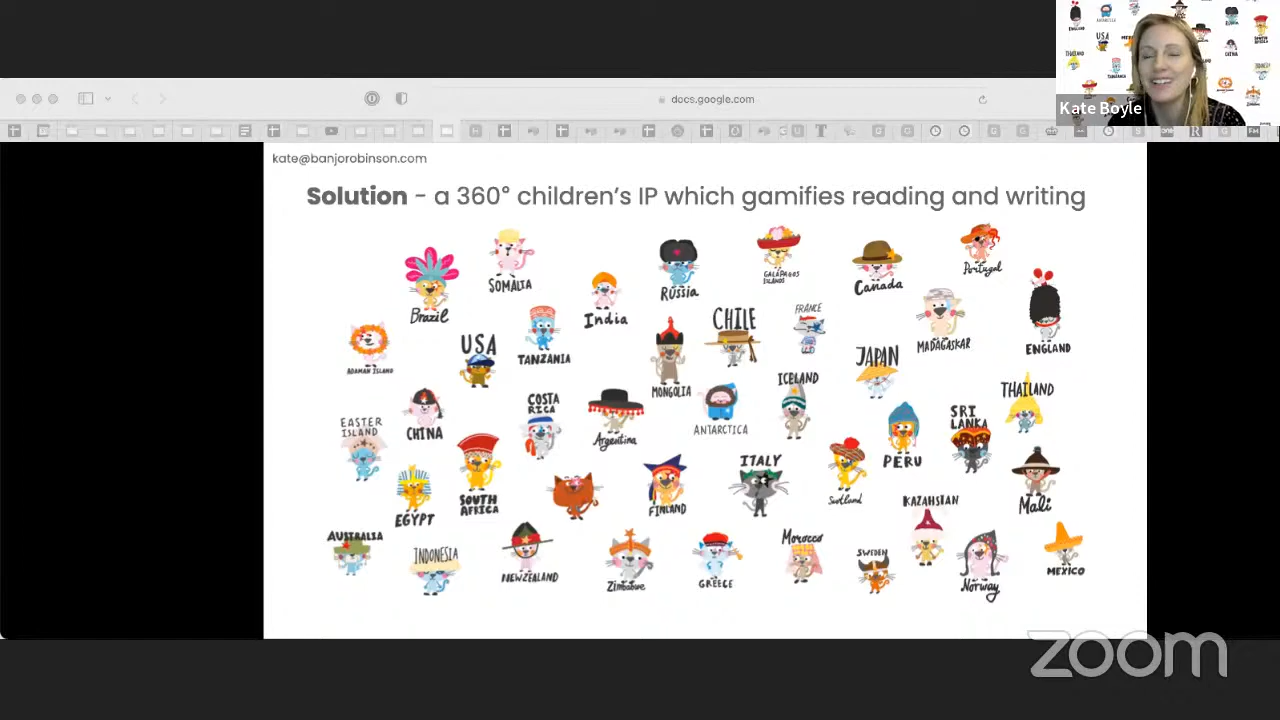 docs.google.com
Kate Boyle
kate@banjorobinson.com
Solution - a 360° children's IP which gamifies reading and writing
SOMALIA
Brazil
India
RUSSIA
GALAPAGOS
ISLANDS
Canada
Portugal
ADAMAN ISLAND
USA
TANZANIA
MONGOLIA
CHILE
FRANCE
JAPAN
MADAGASKAR
ENGLAND
EASTER
ISLAND
CHINA
COSTA
RICA
Argentina
ANTARCTICA
ICELAND
PERU
SRI
LANKA
THAILAND
EGYPT
SOUTH
AFRICA
FINLAND
ITALY
Scotland
KAZAHSTAN
Mali
AUSTRALIA
INDONESIA
NEWZEALAND
Zimbabwe
GREECE
Morocco
SWEDEN
Norway
MEXICO
zoom